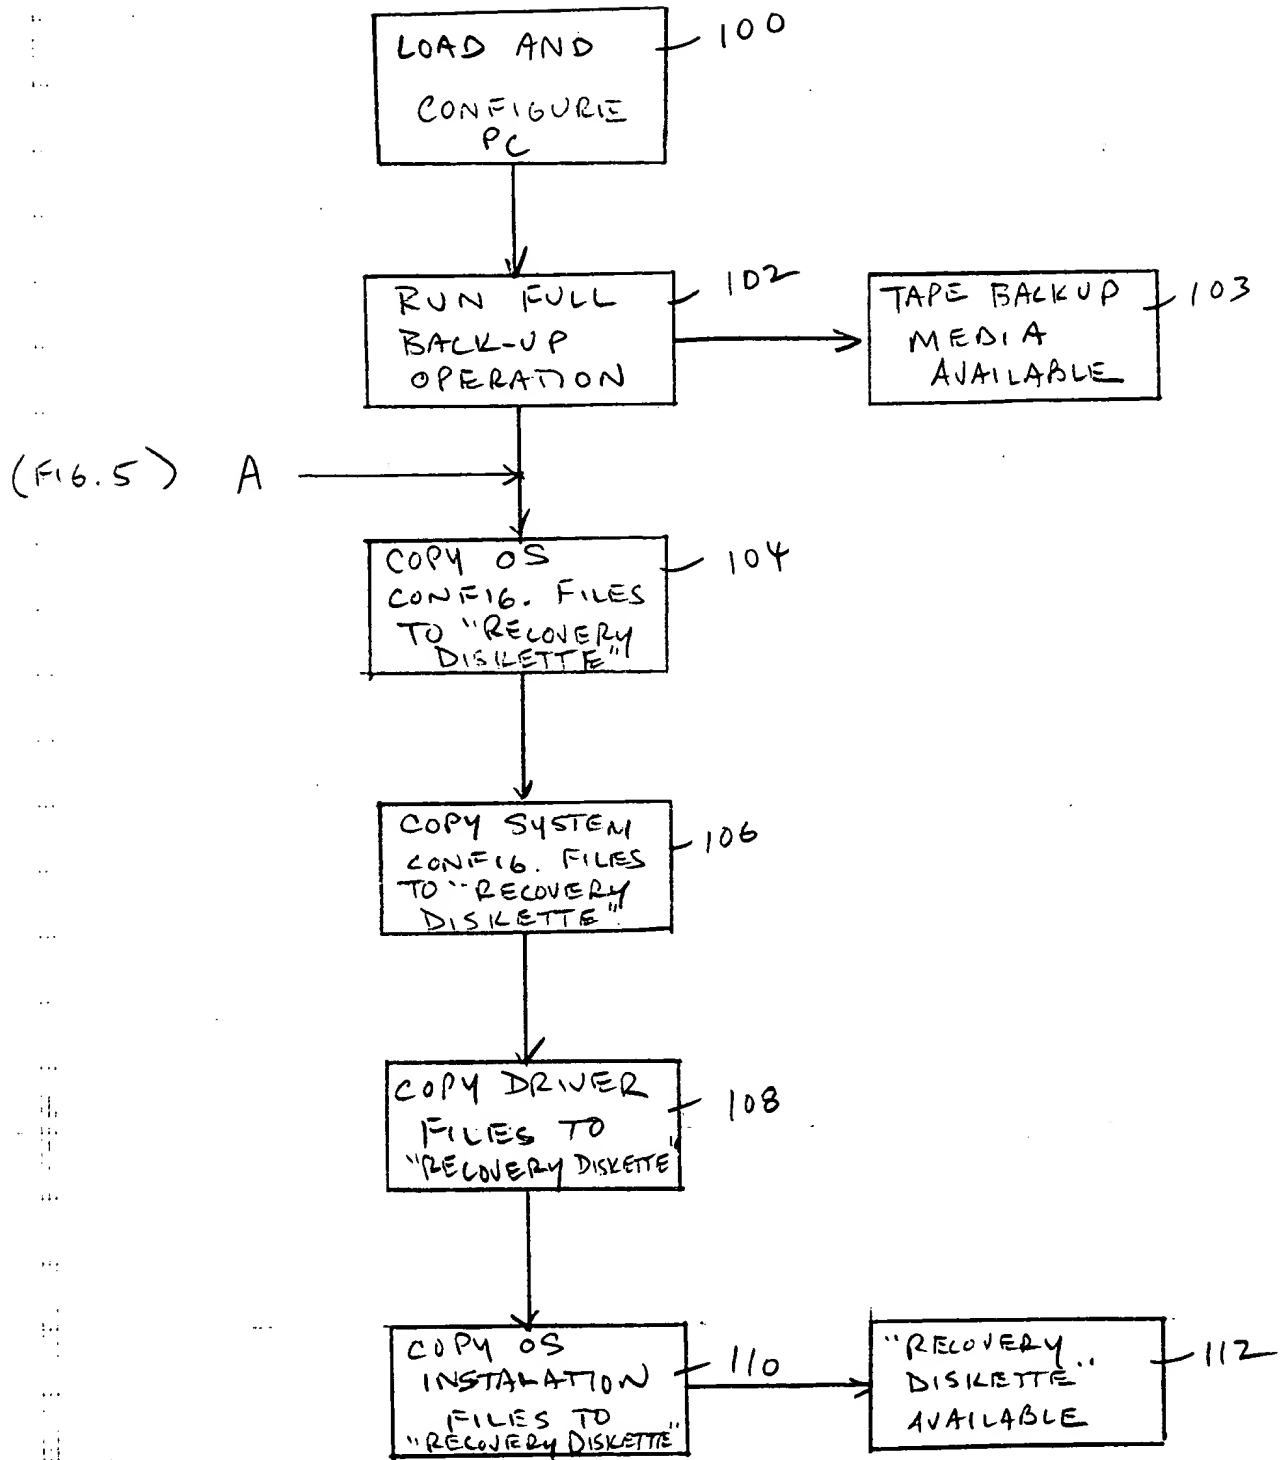 LOAD AND
CONFIGURE
PC
100
RUN FULL
BACK-UP
OPERATION
102
TAPE BACKUP
MEDIA
AVAILABLE
103
(FIG. 5) A
COPY OS
CONFIG. FILES
TO "RECOVERY
DISKETTE"
104
COPY SYSTEM
CONFIG. FILES
TO "RECOVERY
DISKETTE"
106
COPY DRIVER
FILES TO
"RECOVERY DISKETTE"
108
COPY OS
INSTALATION
FILES TO
"RECOVERY DISKETTE"
110
"RECOVERY
DISKETTE"
AVAILABLE
112